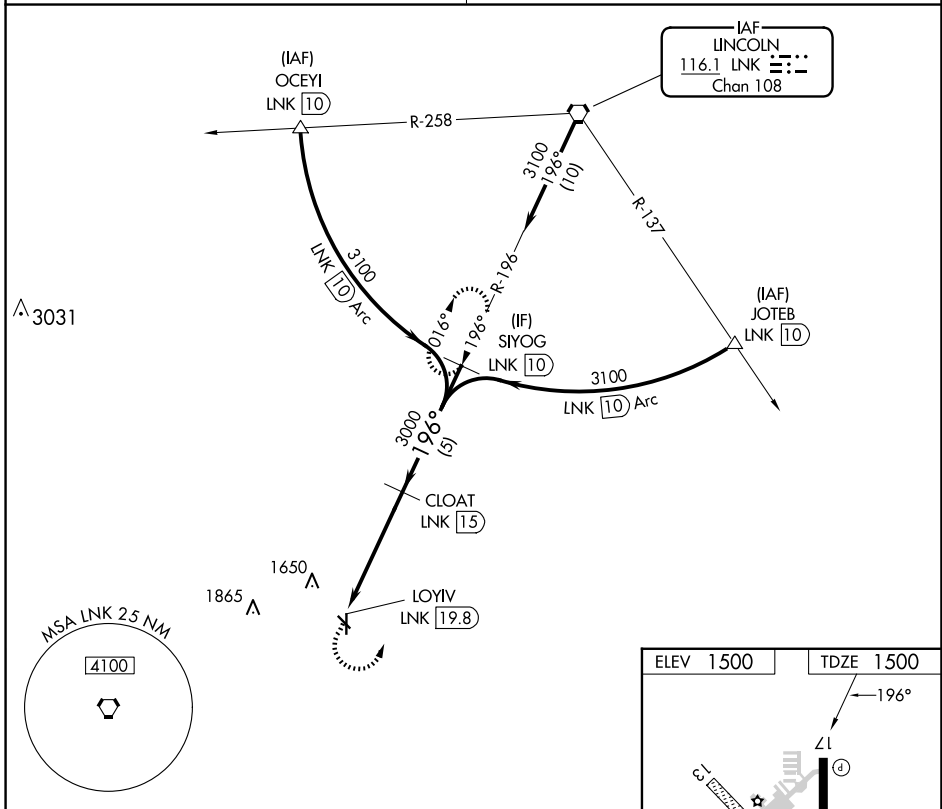 IAF
LINCOLN
116.1 LNK
Chan 108
(IAF)
OCEYI
LNK 10
R-258
3100
196°
(10)
R-137
3100
LNK 10 Arc
R-196
3031
016°
196°
(IF)
SIYOG
LNK 10
(IAF)
JOTEB
LNK 10
3100
LNK 10 Arc
3000
196°
(5)
CLOAT
LNK 15
1650
1865
LOYIV
LNK 19.8
MSA LNK 25 NM
4100
ELEV 1500
TDZE 1500
196°
17
P
13